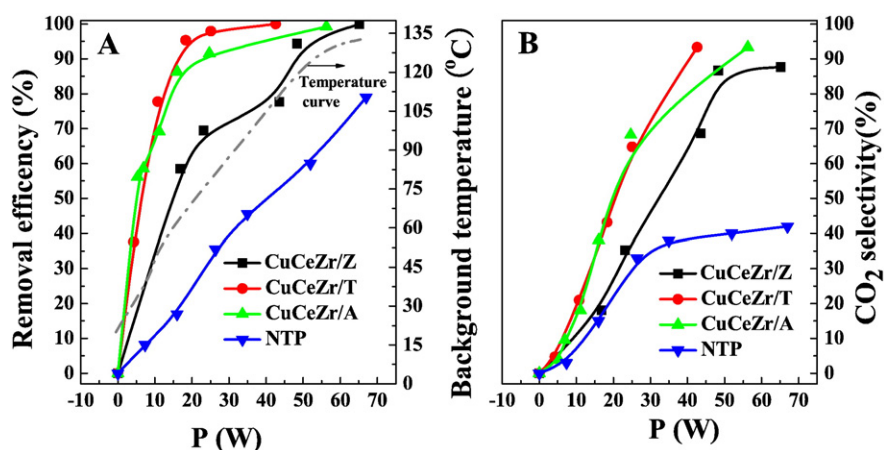 A
Removal efficency (%)
100
90
80
70
60
50
40
30
20
10
0
Temperature
curve
CuCeZr/Z
CuCeZr/T
CuCeZr/A
NTP
135
120
105
90
75
60
45
30
15
0
Background temperature (°C)
-10 0 10 20 30 40 50 60 70
P (W)
B
CuCeZr/Z
CuCeZr/T
CuCeZr/A
NTP
100
90
80
70
60
50
40
30
20
10
0
CO2 selectivity(%)
-10 0 10 20 30 40 50 60 70 80
P (W)